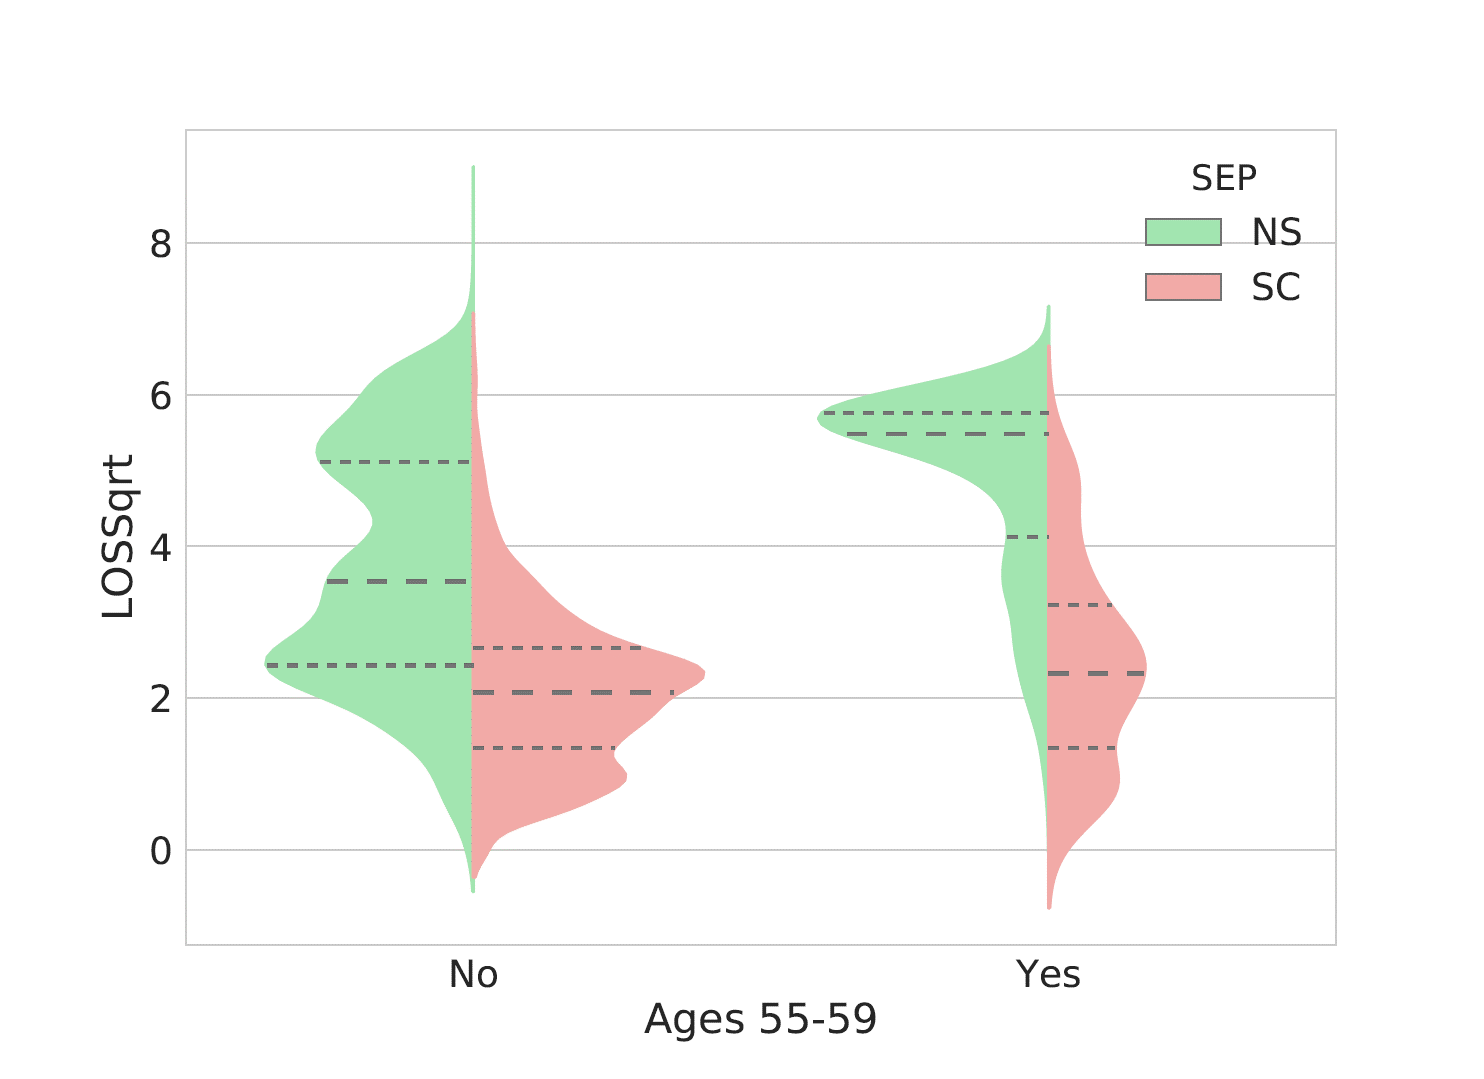 SEP
NS
SC
8
6
4
2
0
LOSSqrt
No
Yes
Ages 55-59